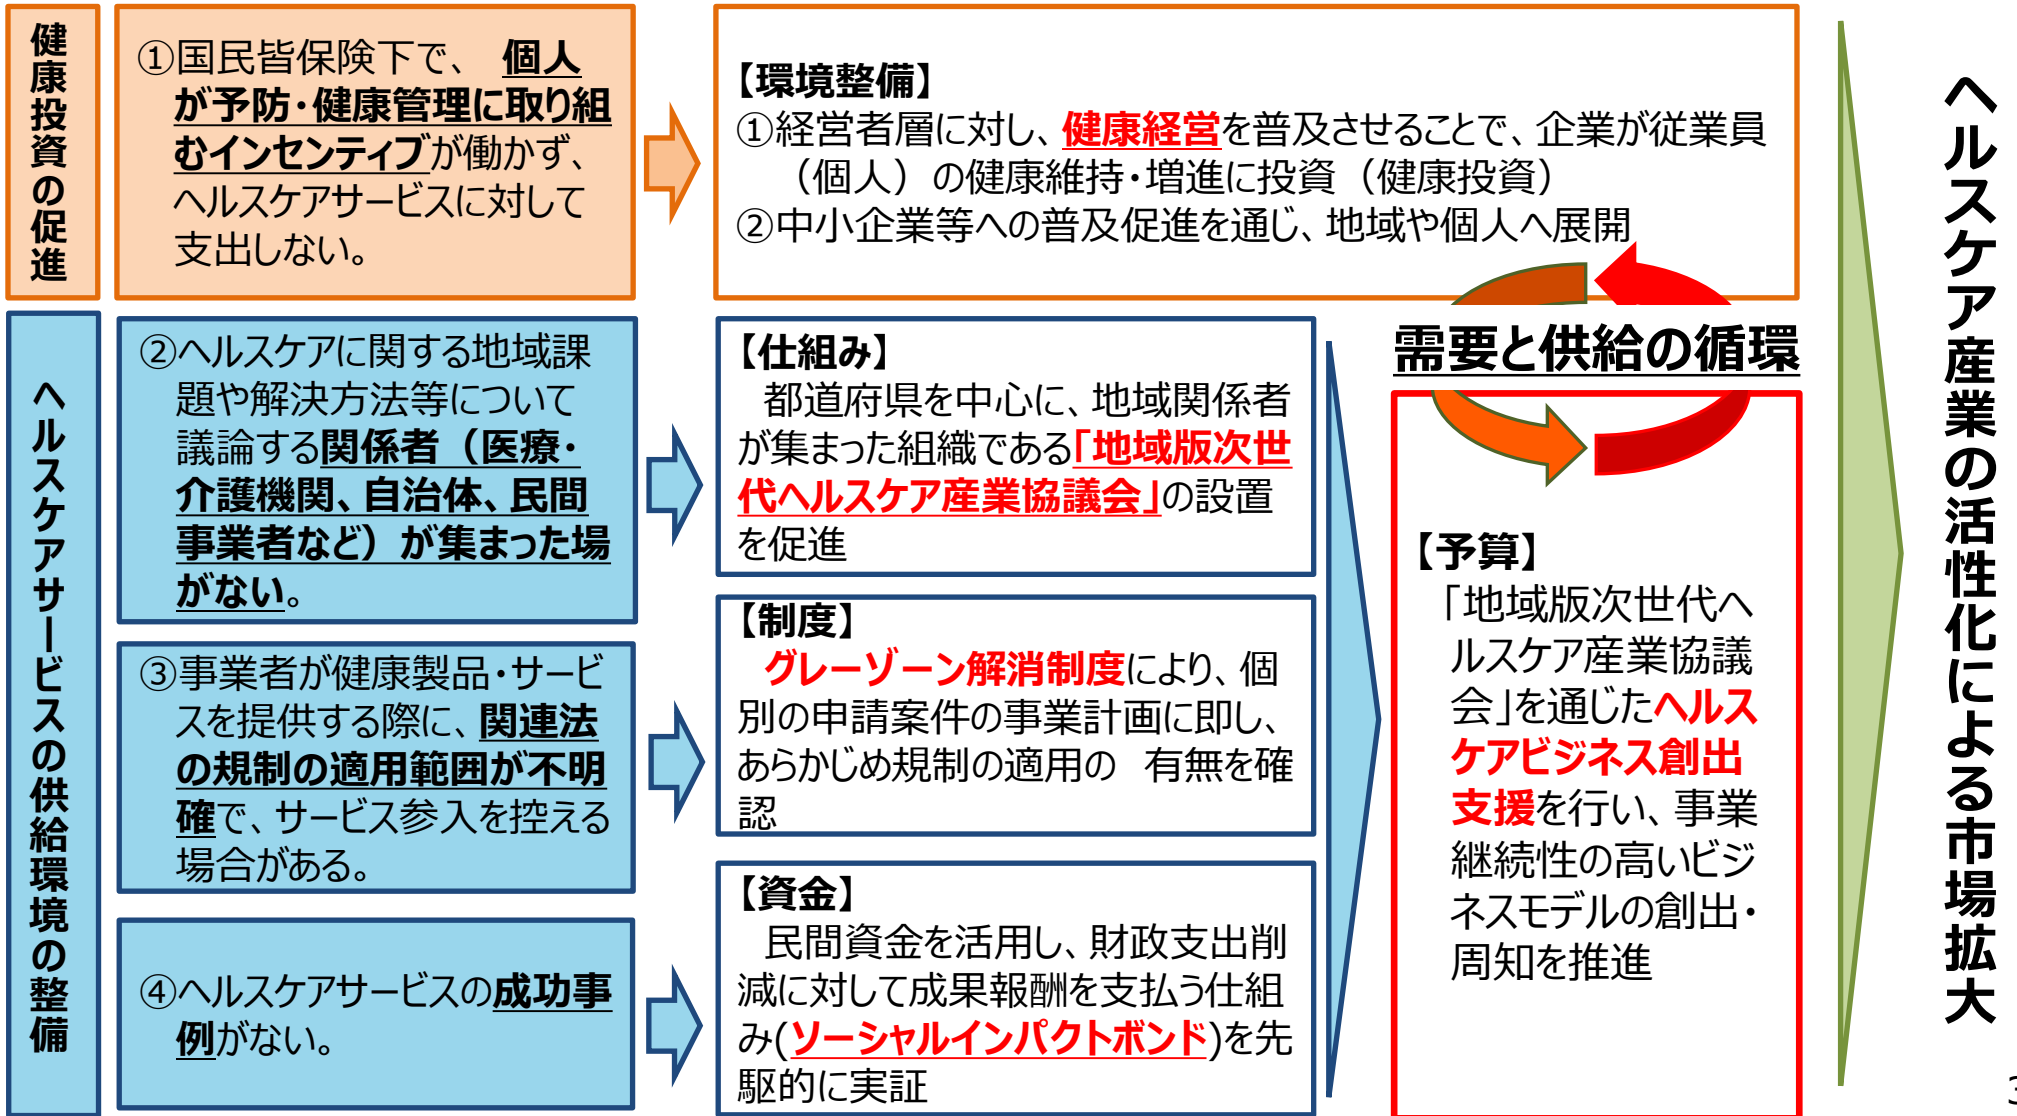 健康投資の促進
①国民皆保険下で、 個人
が予防・健康管理に取り組
むインセンティブが働かず、
ヘルスケアサービスに対して
支出しない。
【環境整備】
①経営者層に対し、健康経営を普及させることで、企業が従業員
（個人）の健康維持・増進に投資（健康投資）
②中小企業等への普及促進を通じ、地域や個人へ展開
ヘルスケアサービスの供給環境の整備
②ヘルスケアに関する地域課
題や解決方法等について
議論する関係者（医療・
介護機関、自治体、民間
事業者など）が集まった場
がない。
【仕組み】
都道府県を中心に、地域関係者
が集まった組織である「地域版次世
代ヘルスケア産業協議会」の設置
を促進
③事業者が健康製品・サービ
スを提供する際に、関連法
の規制の適用範囲が不明
確で、サービス参入を控える
場合がある。
【制度】
グレーゾーン解消制度により、個
別の申請案件の事業計画に即し、
あらかじめ規制の適用の 有無を確
認
④ヘルスケアサービスの成功事
例がない。
【資金】
民間資金を活用し、財政支出削
減に対して成果報酬を支払う仕組
み(ソーシャルインパクトボンド)を先
駆的に実証
需要と供給の循環
【予算】
「地域版次世代ヘ
ルスケア産業協議
会」を通じたヘルス
ケアビジネス創出
支援を行い、事業
継続性の高いビジ
ネスモデルの創出・
周知を推進
ヘルスケア産業の活性化による市場拡大